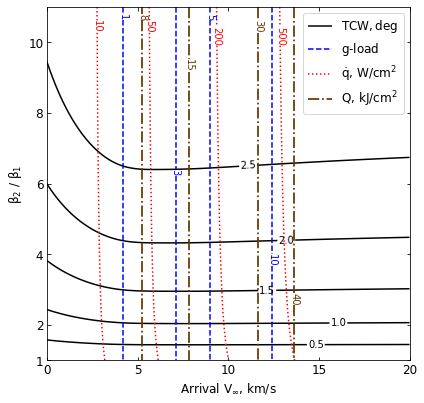 TCW, deg
g-load
q̇, W/cm²
Q, kJ/cm²
10 1 8 50 5 200 30 500
15
3
2.5
2.0
10
40
1.5
1.0
0.5
10
8
6
4
2
1
β₂ / β₁
0 5 10 15 20
Arrival V∞, km/s